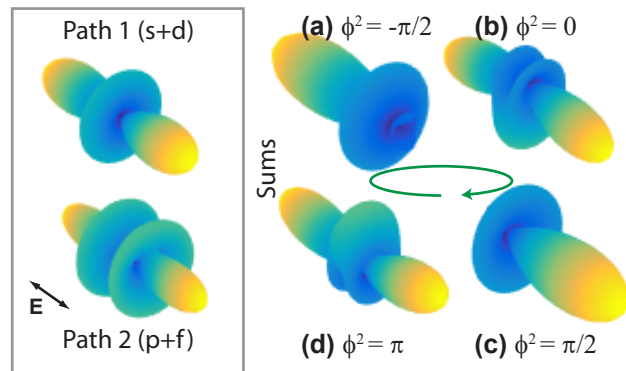 Path 1 (s+d)
E
Path 2 (p+f)
Sums
(a) ϕ² = -π/2
(b) ϕ² = 0
(d) ϕ² = π
(c) ϕ² = π/2